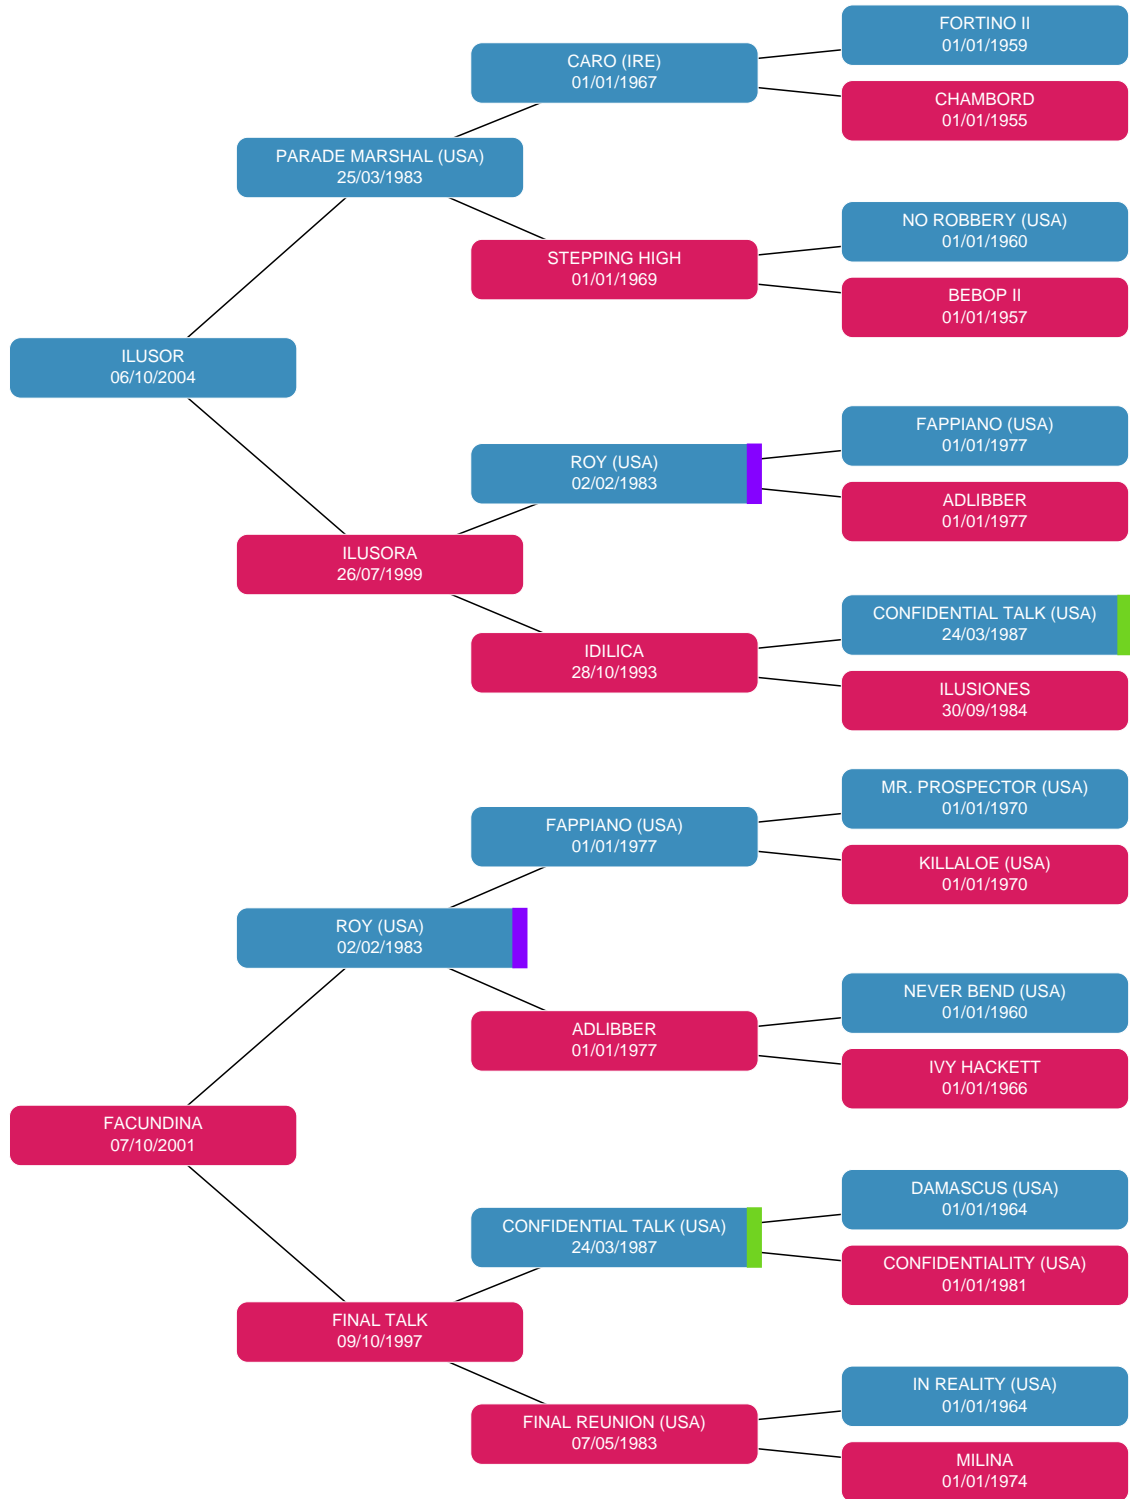 FORTINO II
01/01/1959
CARO (IRE)
01/01/1967
CHAMBORD
01/01/1955
PARADE MARSHAL (USA)
25/03/1983
NO ROBBERY (USA)
01/01/1960
STEPPING HIGH
01/01/1969
BEBOP II
01/01/1957
ILUSOR
06/10/2004
FAPPIANO (USA)
01/01/1977
ROY (USA)
02/02/1983
ADLIBBER
01/01/1977
ILUSORA
26/07/1999
CONFIDENTIAL TALK (USA)
24/03/1987
IDILICA
28/10/1993
ILUSIONES
30/09/1984
MR. PROSPECTOR (USA)
01/01/1970
FAPPIANO (USA)
01/01/1977
KILLALOE (USA)
01/01/1970
ROY (USA)
02/02/1983
NEVER BEND (USA)
01/01/1960
ADLIBBER
01/01/1977
IVY HACKETT
01/01/1966
FACUNDINA
07/10/2001
DAMASCUS (USA)
01/01/1964
CONFIDENTIAL TALK (USA)
24/03/1987
CONFIDENTIALITY (USA)
01/01/1981
FINAL TALK
09/10/1997
IN REALITY (USA)
01/01/1964
FINAL REUNION (USA)
07/05/1983
MILINA
01/01/1974